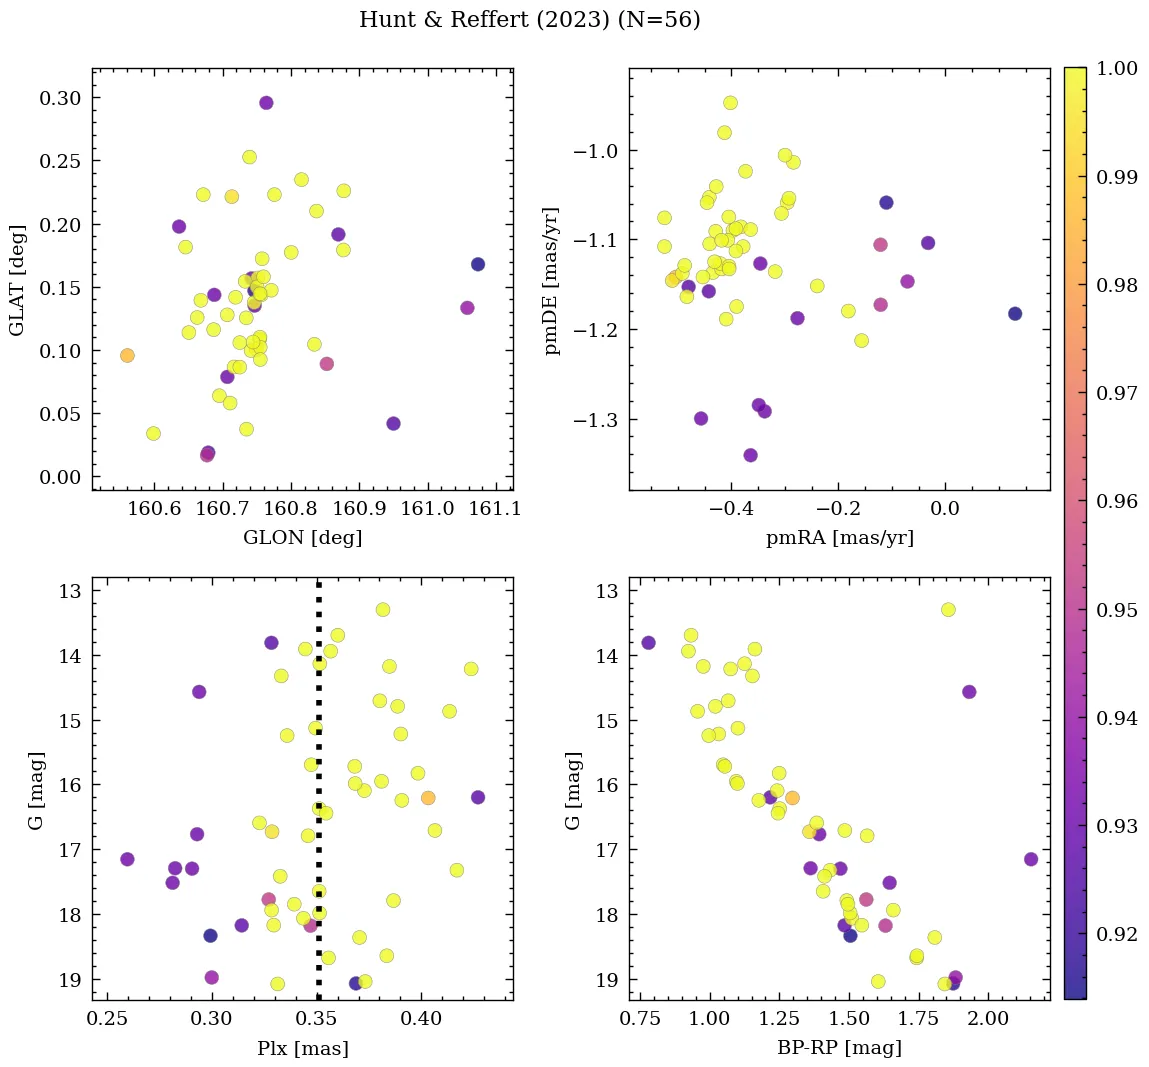 Hunt & Reffert (2023) (N=56)
0.30
0.25
0.20
0.15
0.10
0.05
0.00
GLAT [deg]
160.6 160.7 160.8 160.9 161.0 161.1
GLON [deg]
−1.0
−1.1
−1.2
−1.3
pmDE [mas/yr]
−0.4 −0.2 0.0
pmRA [mas/yr]
1.00
0.99
0.98
0.97
0.96
0.95
0.94
0.93
0.92
13
14
15
16
17
18
19
G [mag]
0.25 0.30 0.35 0.40
Plx [mas]
13
14
15
16
17
18
19
G [mag]
0.75 1.00 1.25 1.50 1.75 2.00
BP-RP [mag]